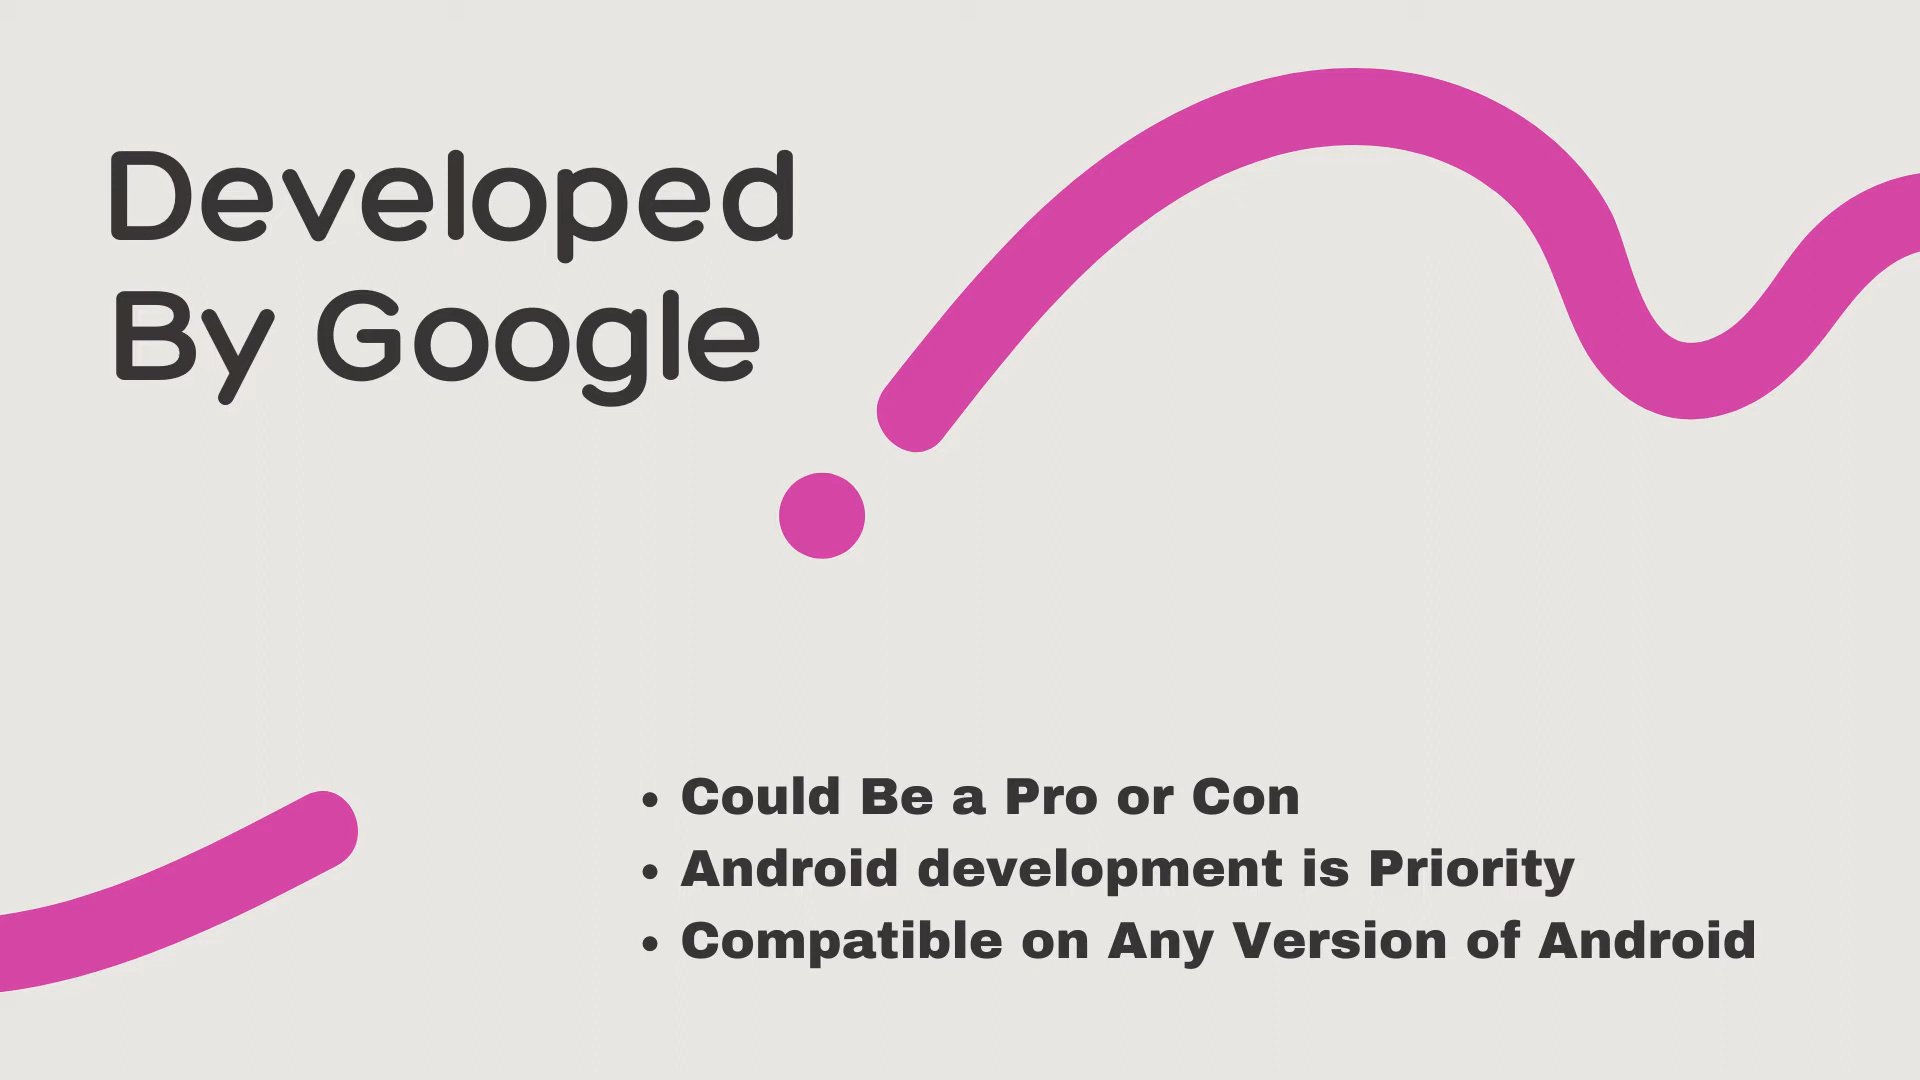 Developed
By Google
• Could Be a Pro or Con
• Android development is Priority
• Compatible on Any Version of Android